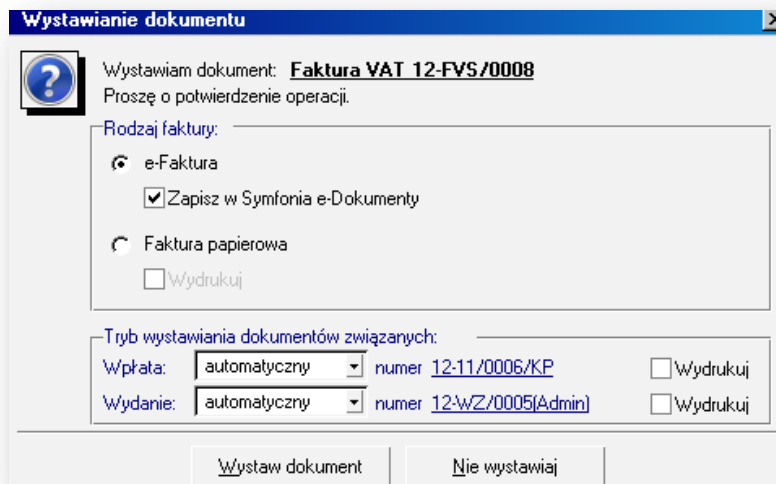 Wystawianie dokumentu
Wystawiam dokument: Faktura VAT 12-FVS/0008
Proszę o potwierdzenie operacji.
Rodzaj faktury:
e-Faktura
Zapisz w Symfonia e-Dokumenty
Faktura papierowa
Wydrukuj
Tryb wystawiania dokumentów związanych:
Wpłata: automatyczny numer 12-11/0006/KP Wydrukuj
Wydanie: automatyczny numer 12-WZ/0005(Admin) Wydrukuj
Wystaw dokument Nie wystawiaj